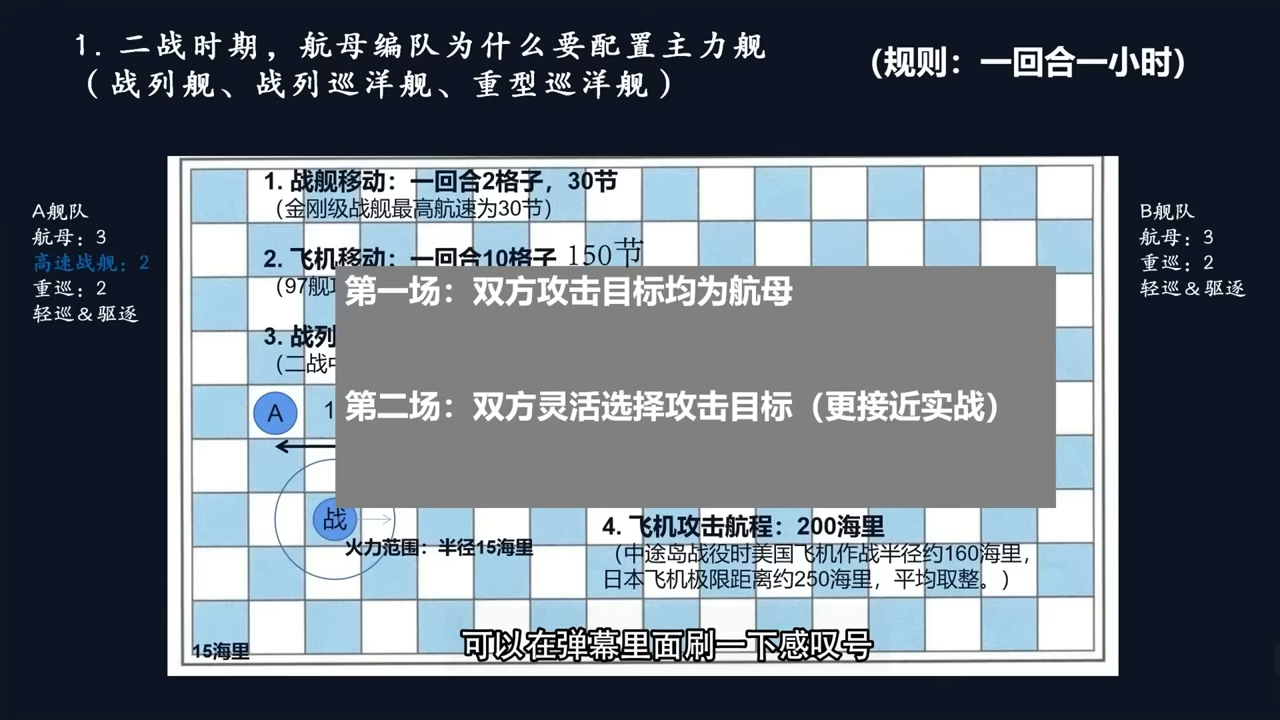 1. 二战时期，航母编队为什么要配置主力舰
（战列舰、战列巡洋舰、重型巡洋舰）
(规则：一回合一小时)
A舰队
航母：3
高速战舰：2
重巡：2
轻巡＆驱逐
B舰队
航母：3
重巡：2
轻巡＆驱逐
1. 战舰移动：一回合2格子，30节
（金刚级战舰最高航速为30节）
2. 飞机移动：一回合10格子 150节
（97舰
3. 战列
（二战
第一场：双方攻击目标均为航母
第二场：双方灵活选择攻击目标（更接近实战）
A
1
战
火力范围：半径15海里
4. 飞机攻击航程：200海里
（中途岛战役时美国飞机作战半径约160海里，
日本飞机极限距离约250海里，平均取整。）
15海里
可以在弹幕里面刷一下感叹号